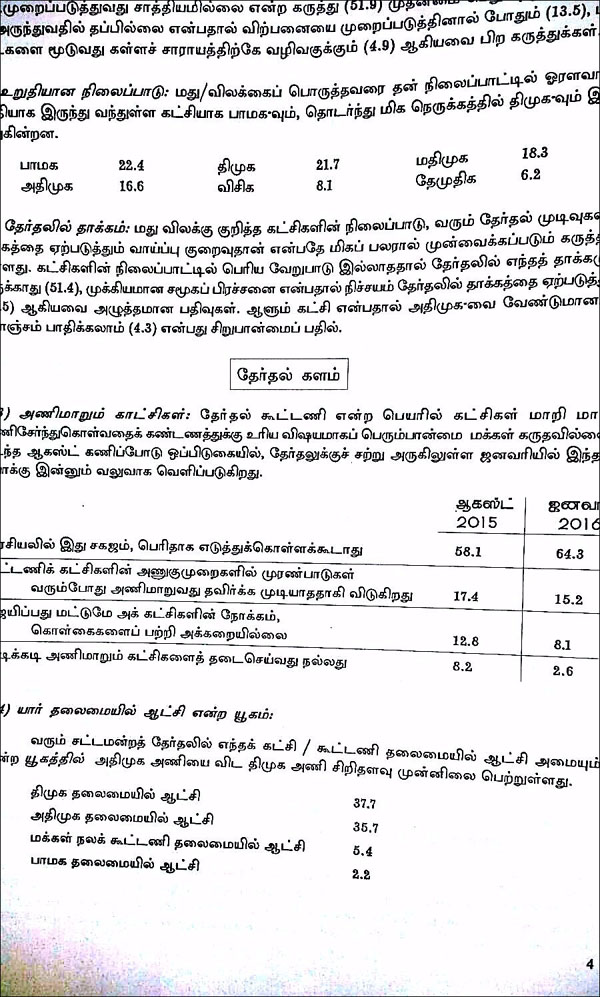 முறைப்படுத்துவது சாத்தியமில்லை என்ற கருத்து (51.9)
அருந்துவதில் தப்பில்லை என்பதால் விற்பனையை முறைப்படுத்தினால் போதும் (13.5),
களை மூடுவது கள்ளச் சாராயத்திற்கே வழிவகுக்கும் (4.9) ஆகியவை பிற கருத்துக்கள்.
உறுதியான நிலைப்பாடு: மது/விலக்கைப் பொருத்தவரை தன் நிலைப்பாட்டில் ஓரளவா
தியாக இருந்து வந்துள்ள கட்சியாக பாமக-வும், தொடர்ந்து மிக நெருக்கத்தில் திமுக-வும் இ
கின்றன.
பாமக 22.4 திமுக 21.7 மதிமுக 18.3
அதிமுக 16.6 விசிக 8.1 தேமுதிக 6.2
தேர்தலில் தாக்கம்: மது விலக்கு குறித்த கட்சிகளின் நிலைப்பாடு, வரும் தேர்தல் முடிவுகளி
கத்தை ஏற்படுத்தும் வாய்ப்பு குறைவுதான் என்பதே மிகப் பலரால் முன்வைக்கப்படும் கருத்த
ளது. கட்சிகளின் நிலைப்பாட்டில் பெரிய வேறுபாடு இல்லாததால் தேர்தலில் எந்தத் தாக்கமு
ருக்காது (51.4), முக்கியமான சமூகப் பிரச்சனை என்பதால் நிச்சயம் தேர்தலில் தாக்கத்தை ஏற்படுத்த
.5) ஆகியவை அழுத்தமான பதிவுகள். ஆளும் கட்சி என்பதால் அதிமுக-வை வேண்டுமான
ாஞ்சம் பாதிக்கலாம் (4.3) என்பது சிறுபான்மைப் பதில்.
தேர்தல் களம்
3) அணிமாறும் காட்சிகள்: தேர்தல் கூட்டணி என்ற பெயரில் கட்சிகள் மாறி மா
ணிசேர்ந்துகொள்வதைக் கண்டணத்துக்கு உரிய விஷயமாகப் பெரும்பான்மை மக்கள் கருதவில்லை
ந்த ஆகஸ்ட் கணிப்போடு ஒப்பிடுகையில், தேர்தலுக்குச் சற்று அருகிலுள்ள ஜனவரியில் இந்த
ாக்கு இன்னும் வலுவாக வெளிப்படுகிறது.
ஆகஸ்ட் ஜனவ
2015 2016
ரசியலில் இது சகஜம், பெரிதாக எடுத்துக்கொள்ளக்கூடாது 58.1 64.3
ட்டணிக் கட்சிகளின் அணுகுமுறைகளில் முரண்பாடுகள்
வரும்போது அணிமாறுவது தவிர்க்க முடியாததாகி விடுகிறது 17.4 15.2
ஜயிப்பது மட்டுமே அக் கட்சிகளின் நோக்கம்,
கொள்கைகளைப் பற்றி அக்கறையில்லை 12.8 8.1
டிக்கடி அணிமாறும் கட்சிகளைத் தடைசெய்வது நல்லது 8.2 2.6
4) யார் தலைமையில் ஆட்சி என்ற யூகம்:
வரும் சட்டமன்றத் தேர்தலில் எந்தக் கட்சி / கூட்டணி தலைமையில் ஆட்சி அமையும்
ன்ற யூகத்தில் அதிமுக அணியை விட திமுக அணி சிறிதளவு முன்னிலை பெற்றுள்ளது.
திமுக தலைமையில் ஆட்சி 37.7
அதிமுக தலைமையில் ஆட்சி 35.7
மக்கள் நலக் கூட்டணி தலைமையில் ஆட்சி 5.4
பாமக தலைமையில் ஆட்சி 2.2
4